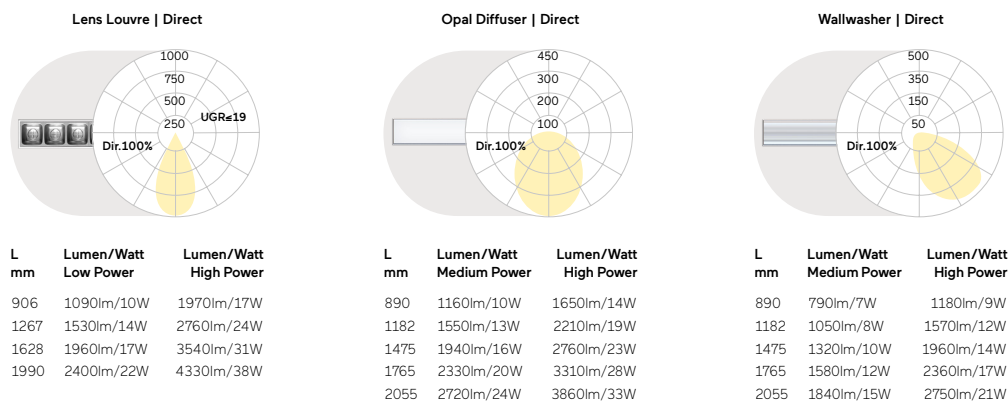 Lens Louvre | Direct
1000
750
500
250
UGR≤19
Dir.100%
L Lumen/Watt Lumen/Watt
mm Low Power High Power
906 1090lm/10W 1970lm/17W
1267 1530lm/14W 2760lm/24W
1628 1960lm/17W 3540lm/31W
1990 2400lm/22W 4330lm/38W
Opal Diffuser | Direct
450
300
200
100
Dir.100%
L Lumen/Watt Lumen/Watt
mm Medium Power High Power
890 1160lm/10W 1650lm/14W
1182 1550lm/13W 2210lm/19W
1475 1940lm/16W 2760lm/23W
1765 2330lm/20W 3310lm/28W
2055 2720lm/24W 3860lm/33W
Wallwasher | Direct
500
350
150
50
Dir.100%
L Lumen/Watt Lumen/Watt
mm Medium Power High Power
890 790lm/7W 1180lm/9W
1182 1050lm/8W 1570lm/12W
1475 1320lm/10W 1960lm/14W
1765 1580lm/12W 2360lm/17W
2055 1840lm/15W 2750lm/21W